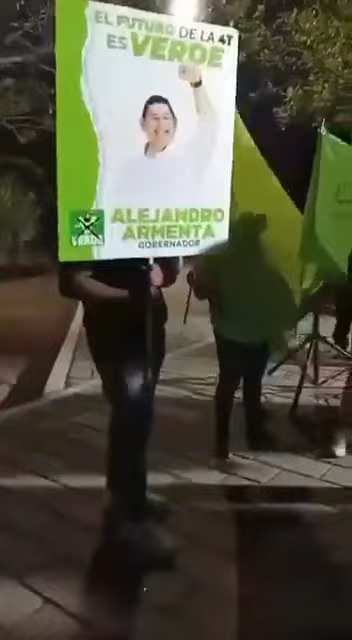 EL FUTURO DE LA 4T
ES VERDE
VERDE
ALEJANDRO
ARMENTA
GOBERNADOR